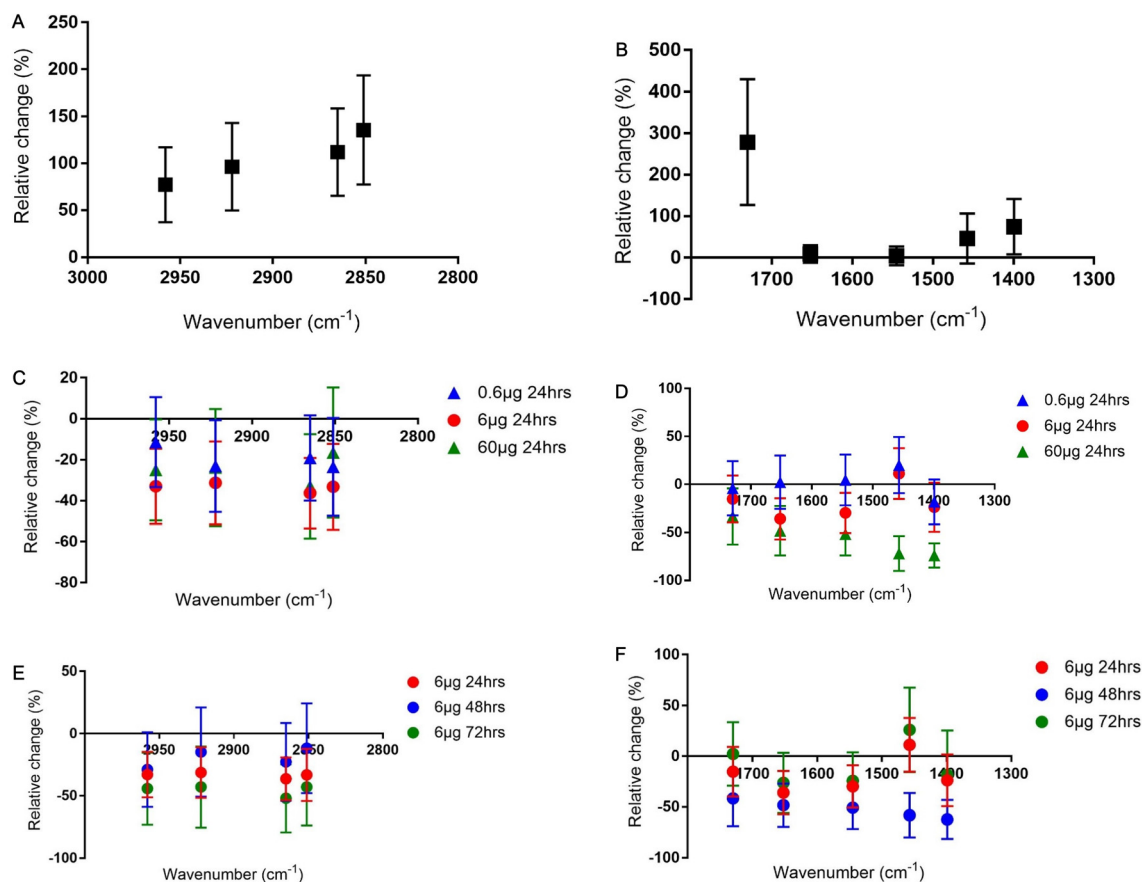 A
250
200
150
100
50
0
3000
2950
2900
2850
2800
Relative change (%)
Wavenumber (cm-1)
B
500
400
300
200
100
0
-100
1700
1600
1500
1400
1300
Relative change (%)
Wavenumber (cm-1)
C
20
0
-20
-40
-60
-80
2950
2900
2850
2800
Relative change (%)
Wavenumber (cm-1)
0.6µg 24hrs
6µg 24hrs
60µg 24hrs
D
100
50
0
-50
-100
1700
1600
1500
1400
1300
Relative change (%)
Wavenumber (cm-1)
0.6µg 24hrs
6µg 24hrs
60µg 24hrs
E
50
0
-50
-100
2950
2900
2850
2800
Relative change (%)
Wavenumber (cm-1)
6µg 24hrs
6µg 48hrs
6µg 72hrs
F
100
50
0
-50
-100
1700
1600
1500
1400
1300
Relative change (%)
Wavenumber (cm-1)
6µg 24hrs
6µg 48hrs
6µg 72hrs